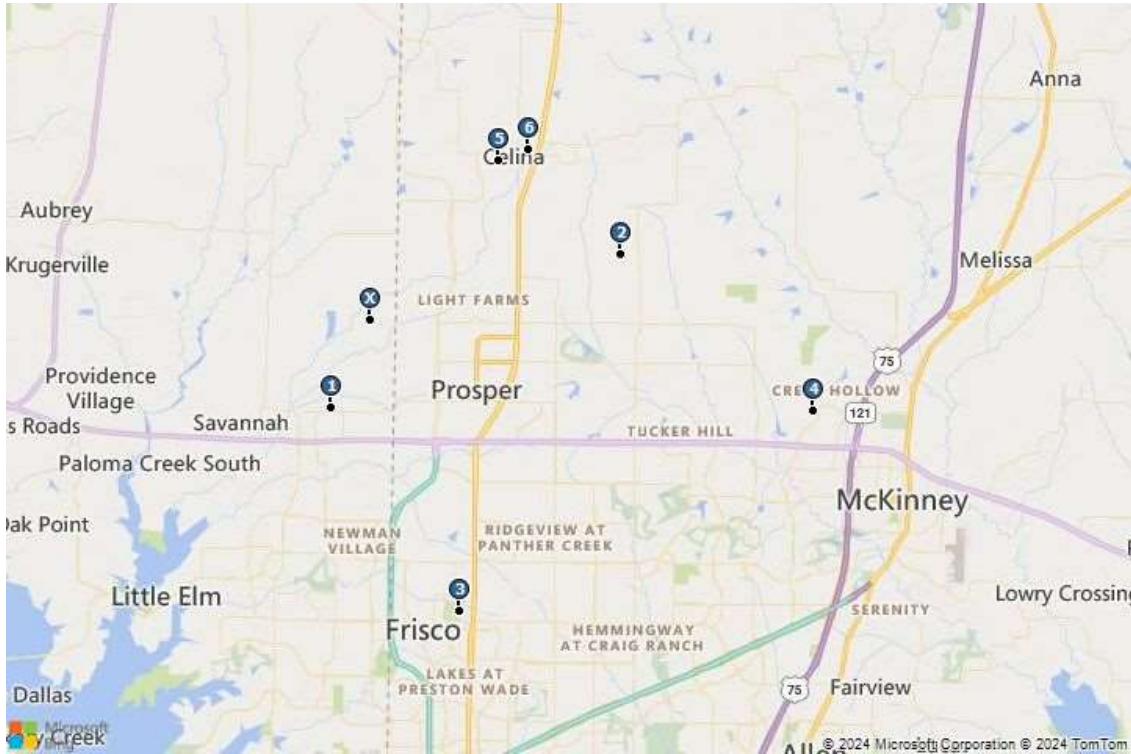 Anna
6
5
Celina
Aubrey
2
Krugerville
Melissa
X
LIGHT FARMS
75
1
Providence
Village
Prosper
4
HOLLOW
121
Savannah
s Roads
TUCKER HILL
Paloma Creek South
McKinney
Oak Point
NEWMAN
VILLAGE
RIDGEVIEW AT
PANTHER CREEK
Little Elm
3
Lowry Crossing
SERENITY
Frisco
HEMMINGWAY
AT CRAIG RANCH
LAKES AT
PRESTON WADE
75
Fairview
Dallas
Microsoft
Bing
Creek
Allen
© 2024 Microsoft Corporation © 2024 TomTom